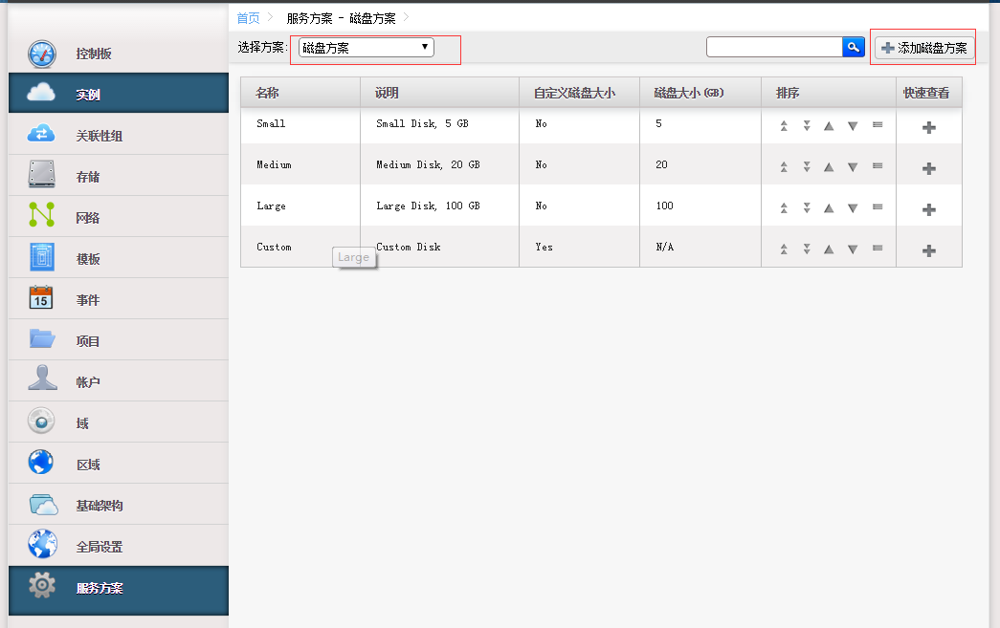 首页 服务方案 - 磁盘方案
选择方案: 磁盘方案 添加磁盘方案
控制板
实例
关联性组
存储
网络
模板
15
事件
项目
帐户
域
区域
基础架构
全局设置
服务方案
名称 说明 自定义磁盘大小 磁盘大小(GB) 排序 快速查看
Small Small Disk, 5 GB No 5
Medium Medium Disk, 20 GB No 20
Large Large Disk, 100 GB No 100
Custom Custom Disk Yes N/A
Large